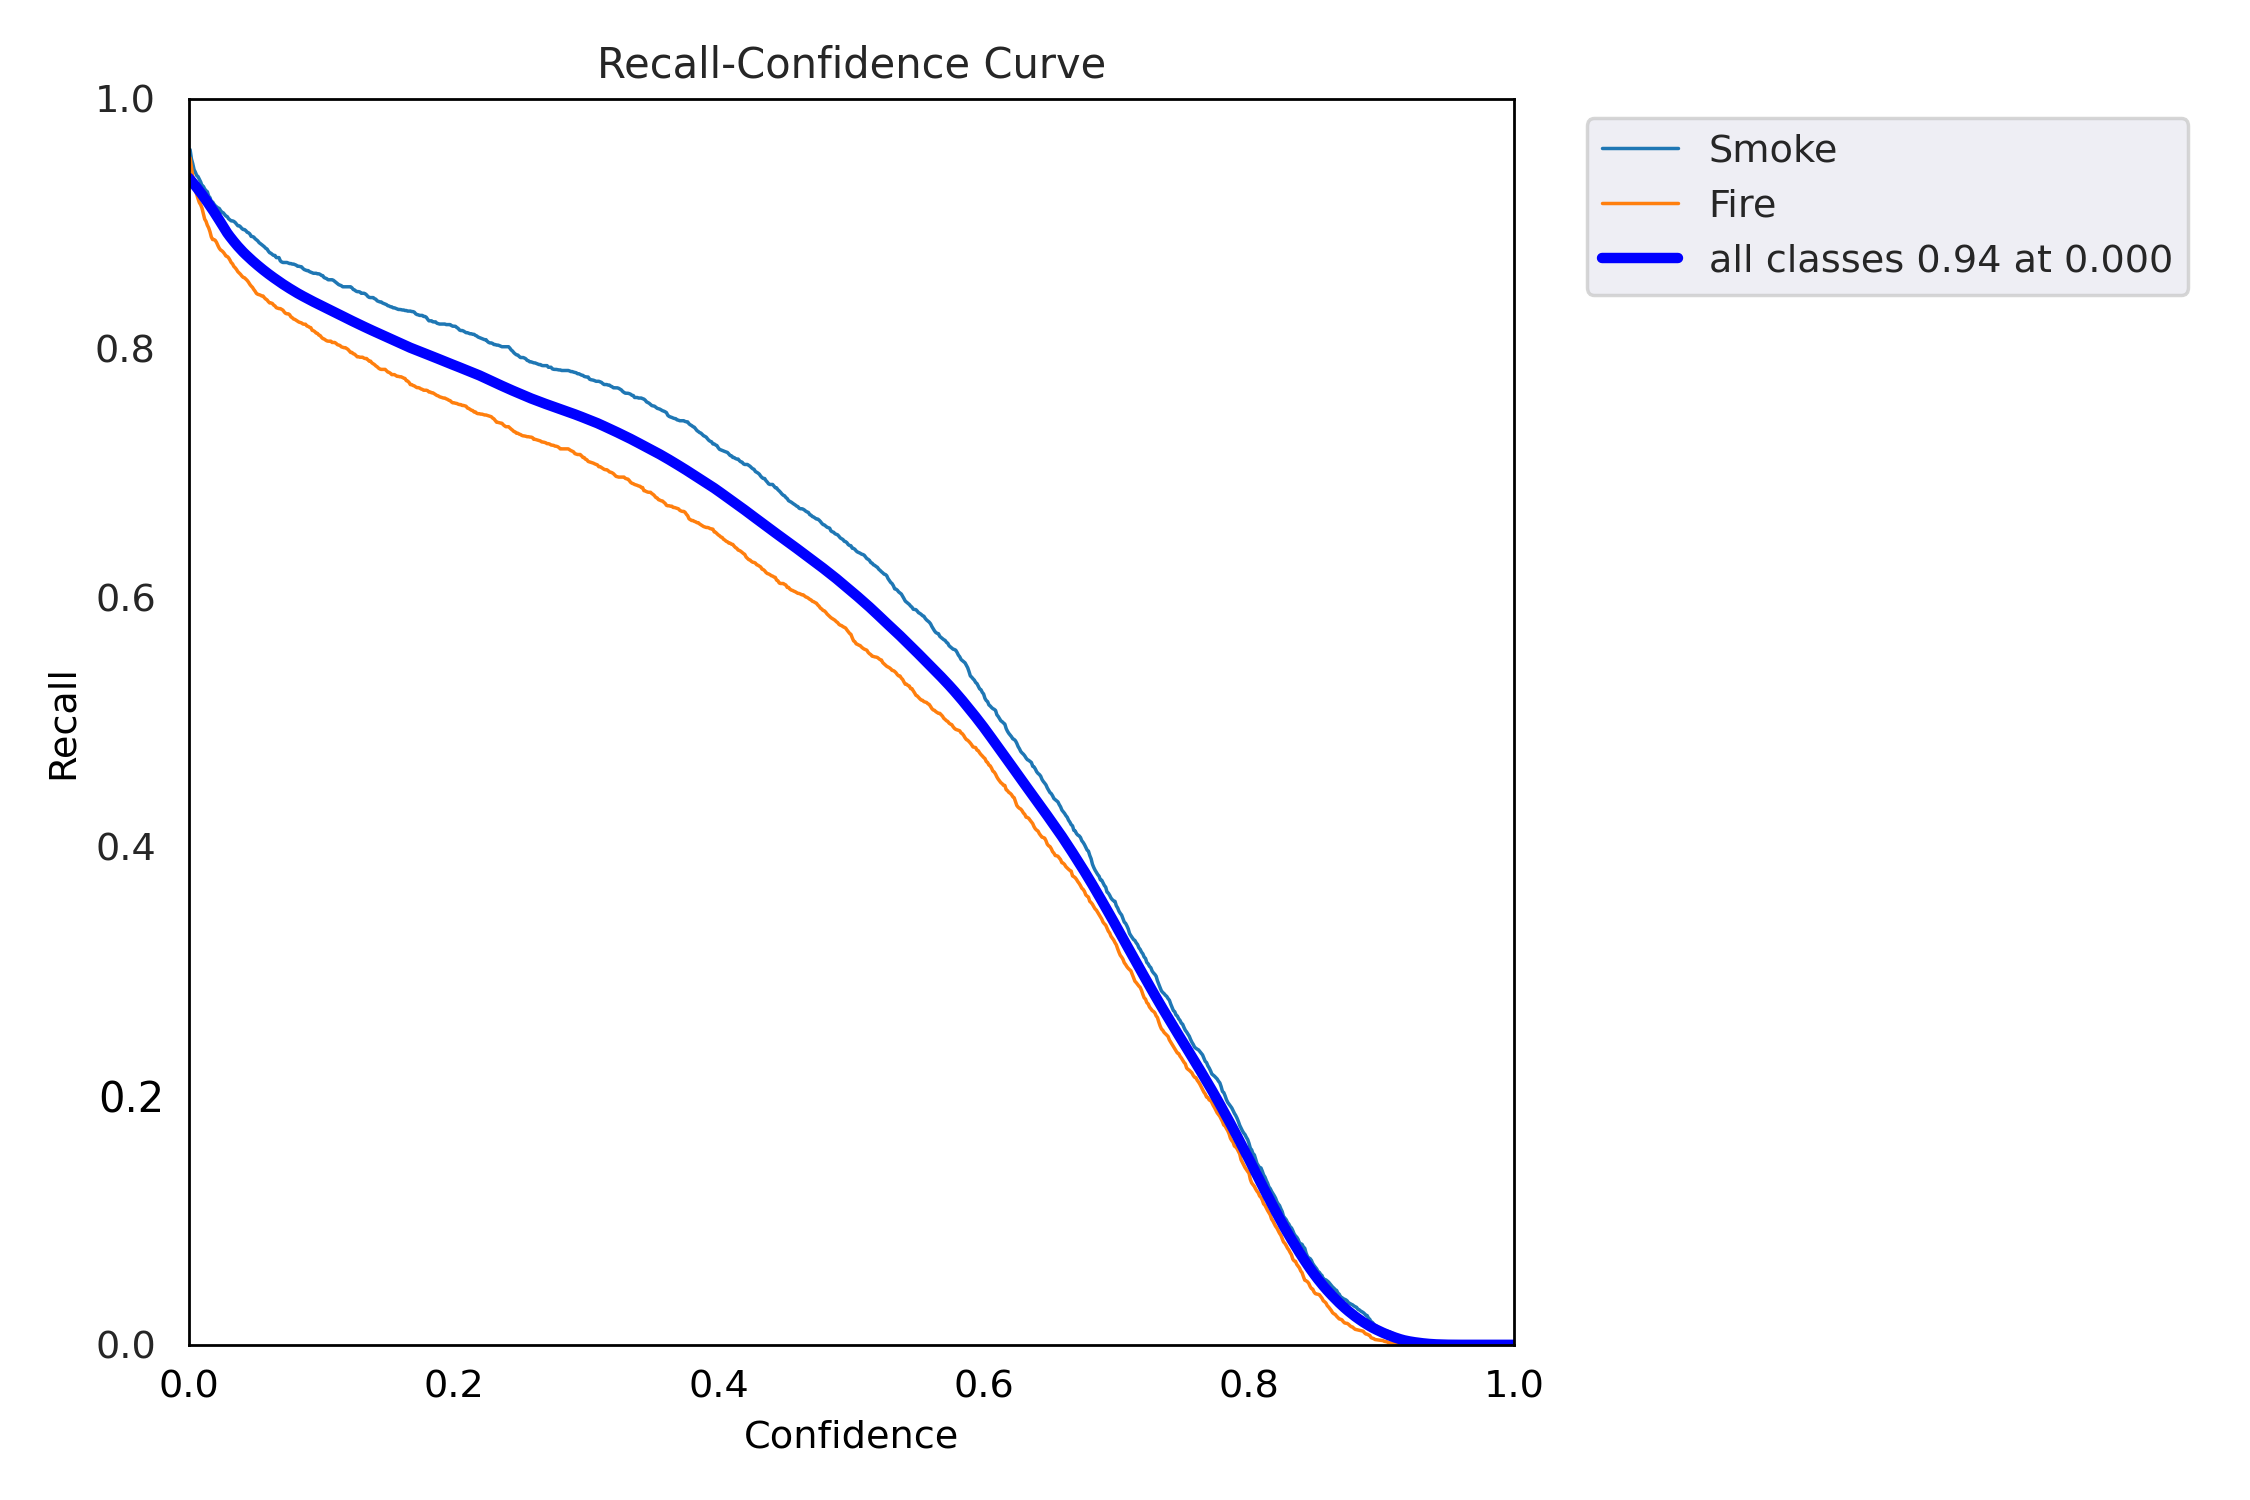 Recall-Confidence Curve
1.0
0.8
0.6
0.4
0.2
0.0
Recall
0.0 0.2 0.4 0.6 0.8 1.0
Confidence
Smoke
Fire
all classes 0.94 at 0.000